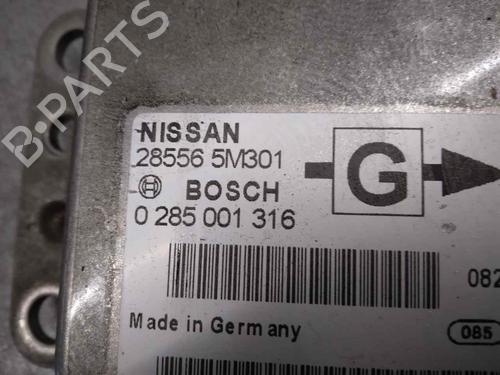 B-PARTS
NISSAN
28556 5M301
G
BOSCH
0 285 001 316
082
Made in Germany
085